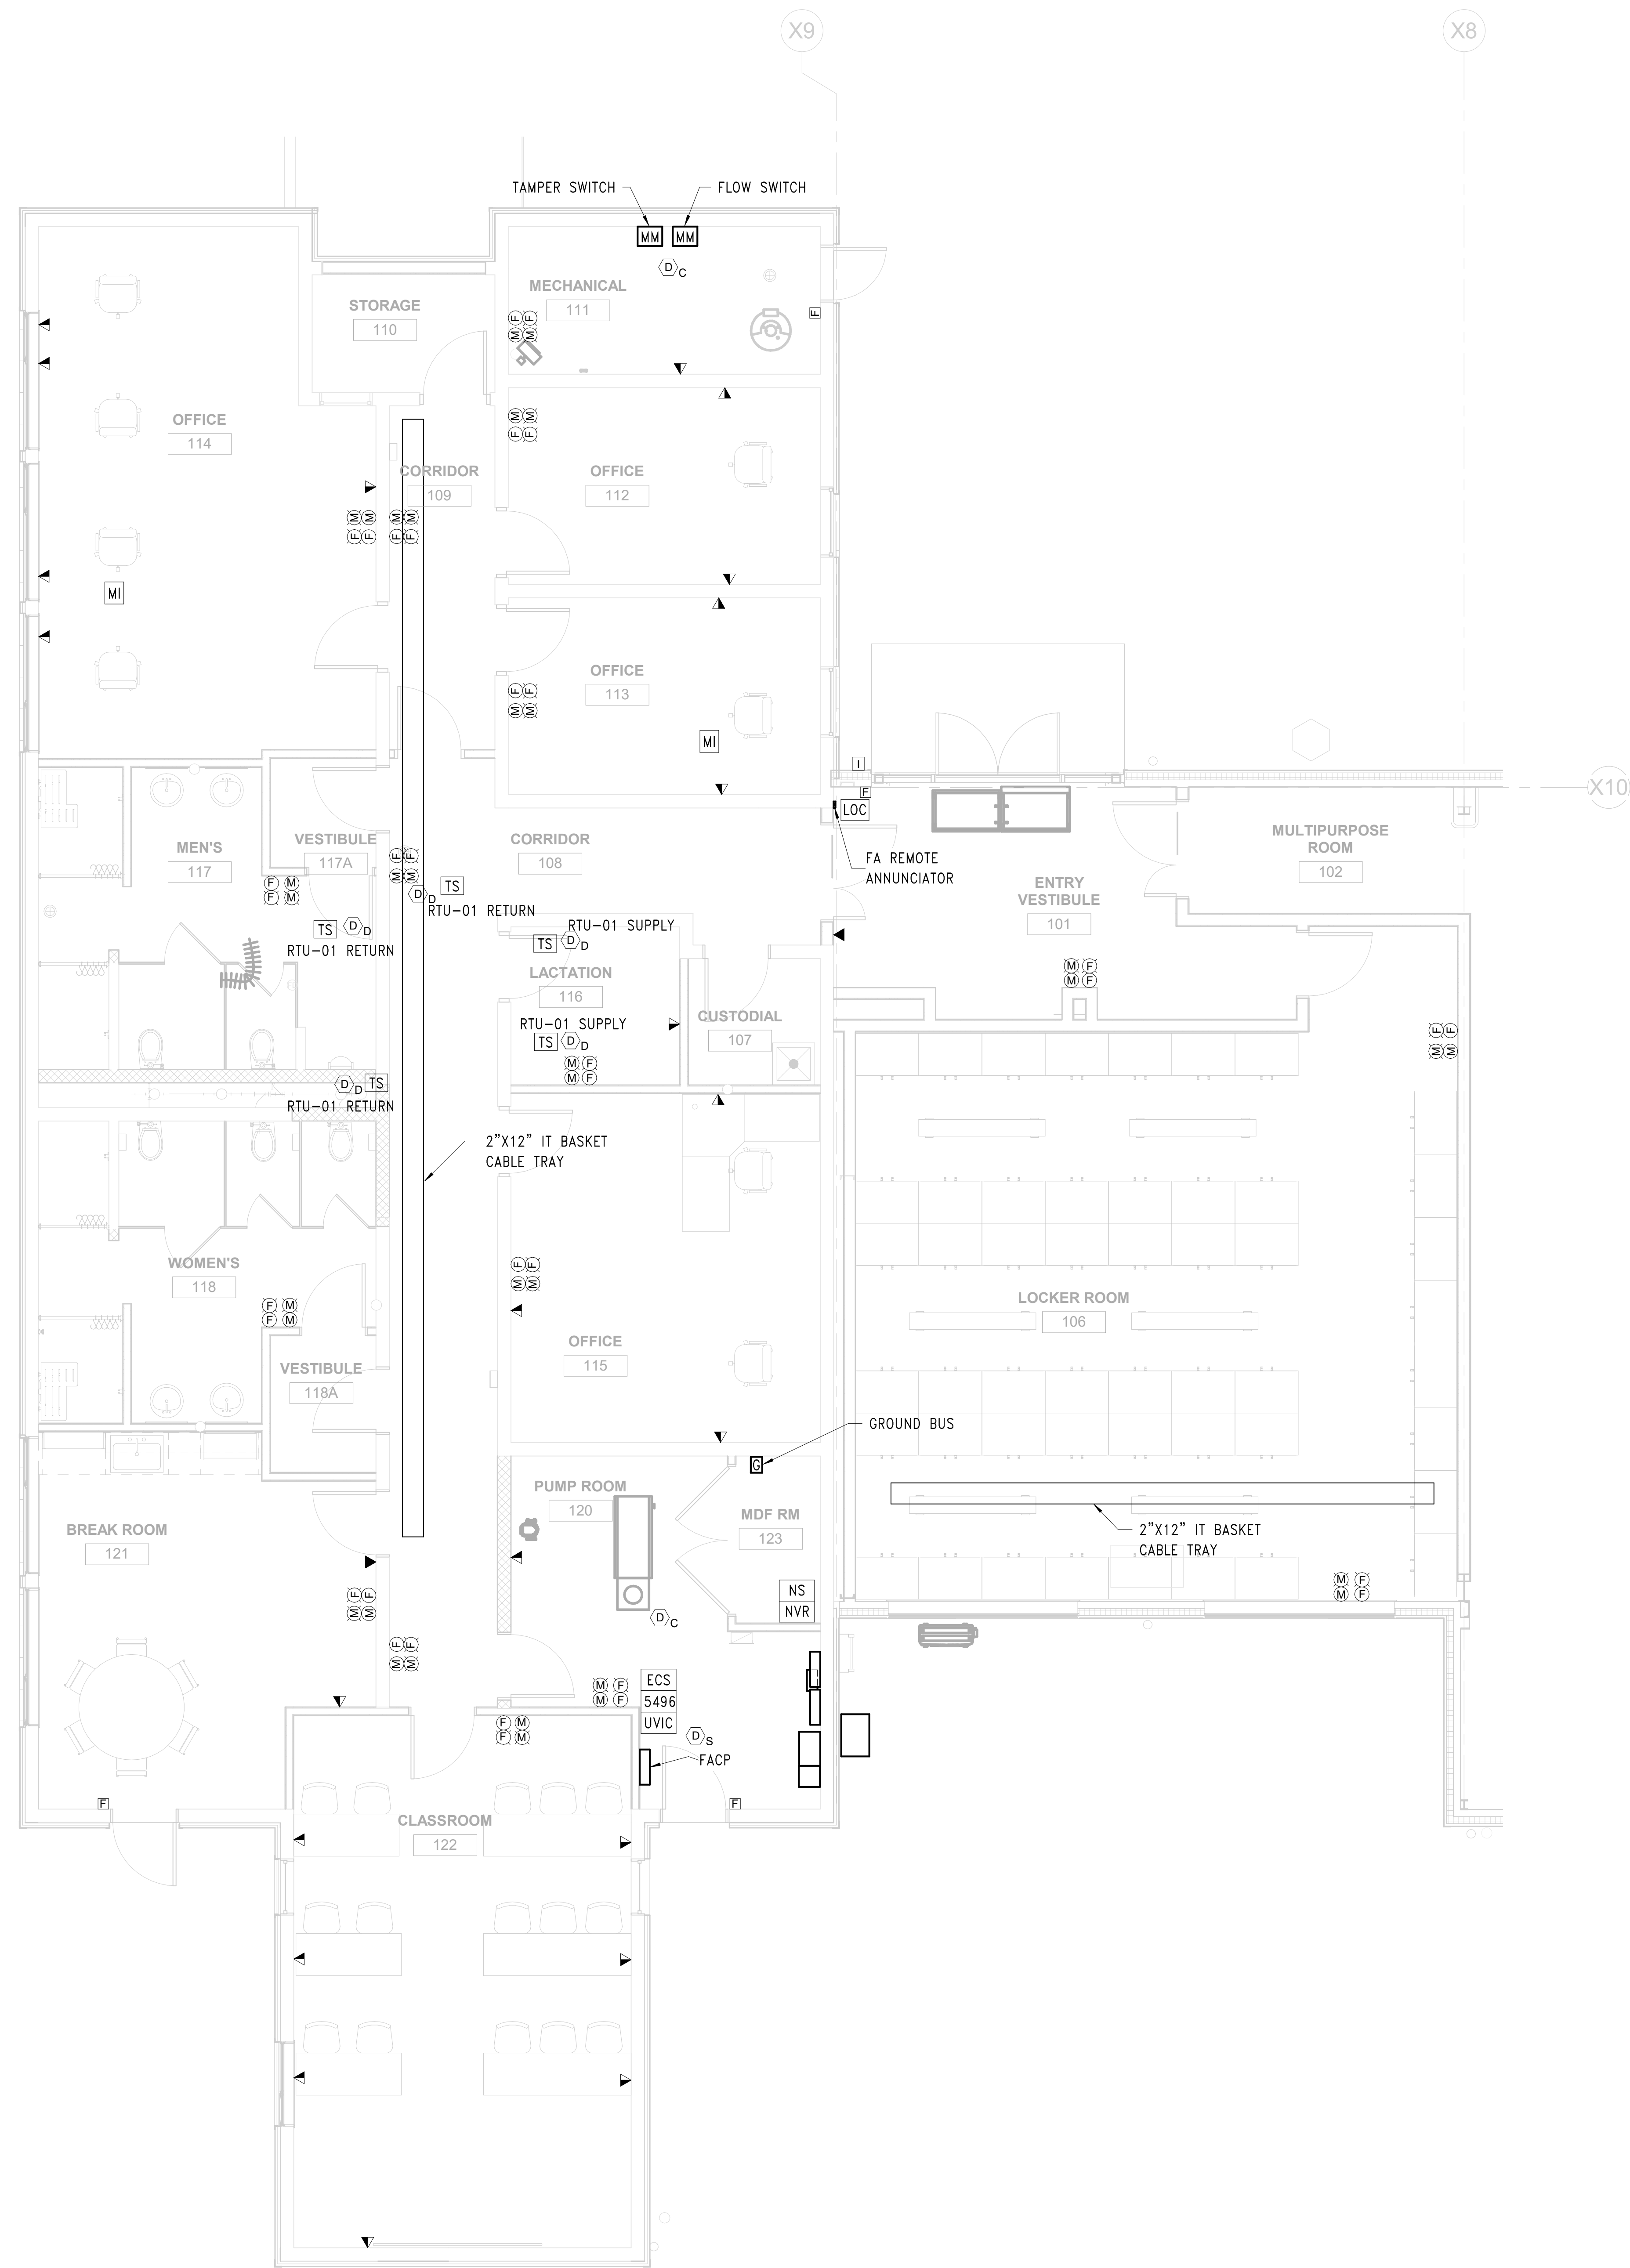 X9
X8
TAMPER SWITCH
FLOW SWITCH
MM
MM
D
C
MECHANICAL
111
STORAGE
110
F
M F
M F
F M
M M
F F
OFFICE
114
CORRIDOR
109
OFFICE
112
M M
F F
M M
F F
MI
OFFICE
113
F F
M M
MI
I
F
LOC
X10
MEN'S
117
VESTIBULE
117A
CORRIDOR
108
FA REMOTE
ANNUNCIATOR
MULTIPURPOSE
ROOM
102
ENTRY
VESTIBULE
101
F F
M M
F M
F M
TS
D
D
RTU-01 RETURN
TS
D
D
RTU-01 RETURN
RTU-01 SUPPLY
TS
D
D
LACTATION
116
M F
M F
CUSTODIAL
107
RTU-01 SUPPLY
TS
D
D
M F
M F
F F
M M
D
D
TS
RTU-01 RETURN
2"X12" IT BASKET
CABLE TRAY
WOMEN'S
118
F F
M M
F M
F M
LOCKER ROOM
106
OFFICE
115
VESTIBULE
118A
GROUND BUS
G
PUMP ROOM
120
MDF RM
123
BREAK ROOM
121
2"X12" IT BASKET
CABLE TRAY
NS
NVR
D
C
M F
M F
F F
M M
F F
M M
M F
M F
ECS
5496
UVIC
F M
F M
D
S
FACP
F
F
CLASSROOM
122